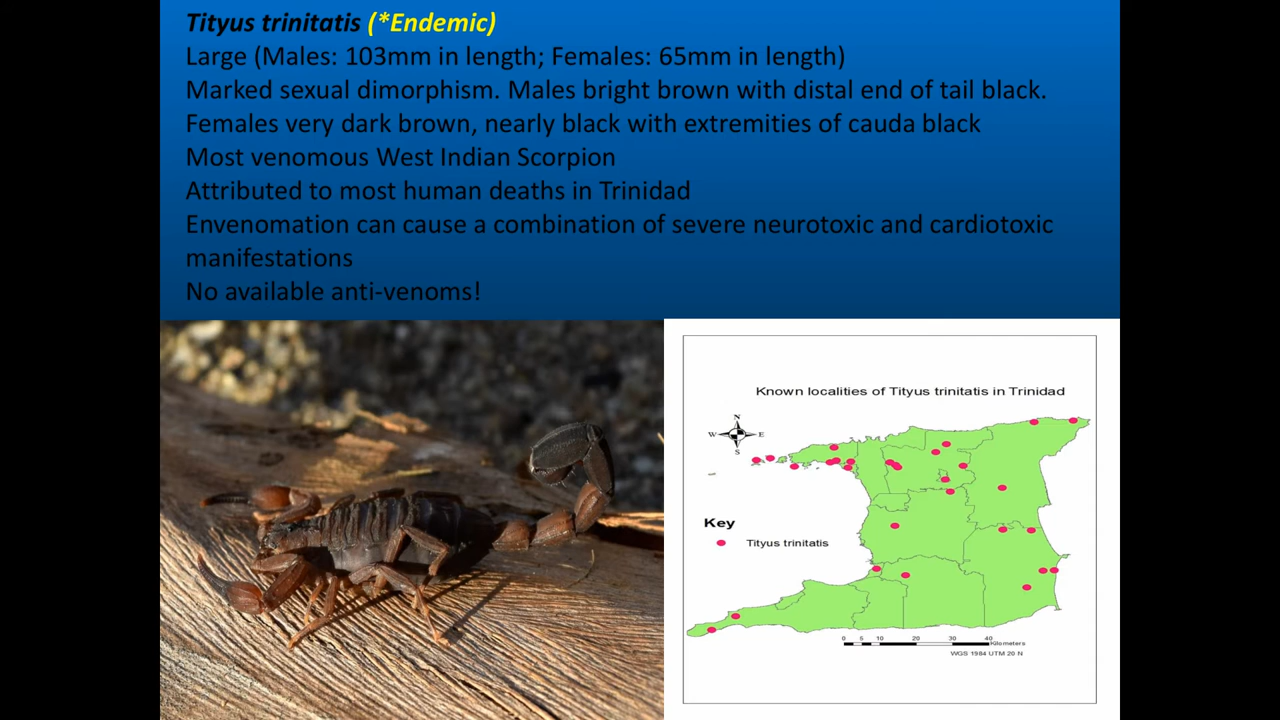 Tityus trinitatis (*Endemic)
Large (Males: 103mm in length; Females: 65mm in length)
Marked sexual dimorphism. Males bright brown with distal end of tail black.
Females very dark brown, nearly black with extremities of cauda black
Most venomous West Indian Scorpion
Attributed to most human deaths in Trinidad
Envenomation can cause a combination of severe neurotoxic and cardiotoxic
manifestations
No available anti-venoms!
Known localities of Tityus trinitatis in Trinidad
N
W E
S
Key
Tityus trinitatis
0 5 10 20 30 40
Kilometers
WGS 1984 UTM 20 N